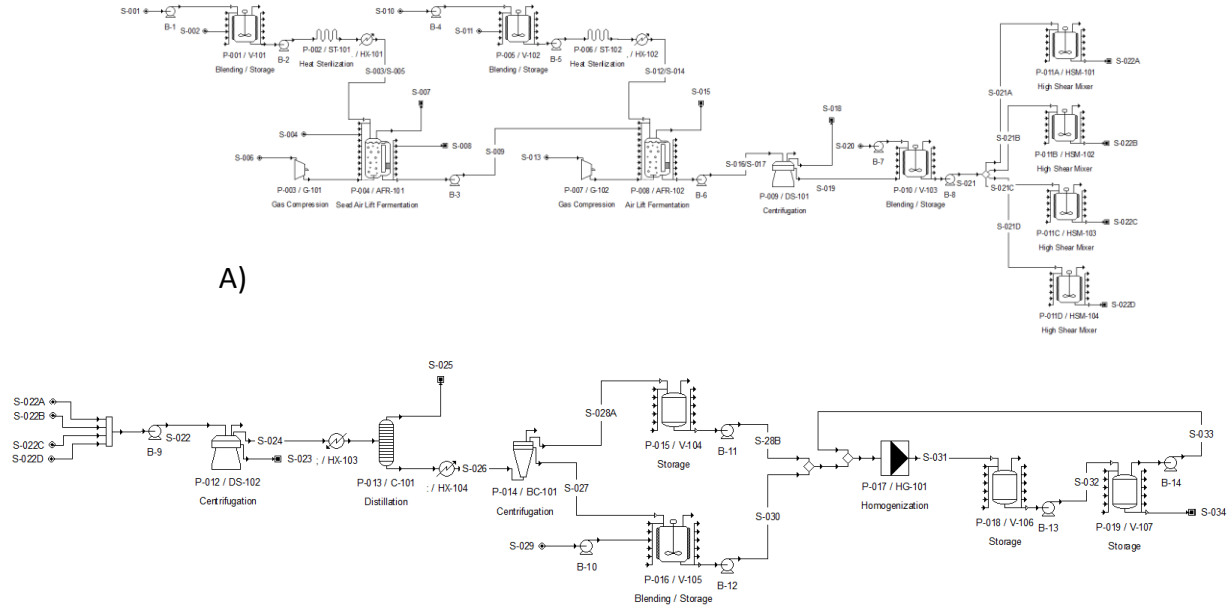 S-001
B-1
S-002
P-001 / V-101
Blending / Storage
B-2
P-002 / ST-101
Heat Sterilization
; / HX-101
S-003/S-005
S-010
B-4
S-011
P-005 / V-102
Blending / Storage
B-5
P-006 / ST-102
Heat Sterilization
; / HX-102
S-012/S-014
S-004
S-006
P-003 / G-101
Gas Compression
S-007
S-008
P-004 / AFR-101
Seed Air Lift Fermentation
B-3
S-009
S-013
P-007 / G-102
Gas Compression
S-015
P-008 / AFR-102
Air Lift Fermentation
B-6
S-016/S-017
P-009 / DS-101
Centrifugation
S-018
S-019
S-020
B-7
P-010 / V-103
Blending / Storage
B-8
S-021
S-021A
S-021B
S-021C
S-021D
P-011A / HSM-101
High Shear Mixer
S-022A
P-011B / HSM-102
High Shear Mixer
S-022B
P-011C / HSM-103
High Shear Mixer
S-022C
P-011D / HSM-104
High Shear Mixer
S-022D
A)
S-022A
S-022B
S-022C
S-022D
B-9
S-022
P-012 / DS-102
Centrifugation
S-024
S-023
; / HX-103
S-025
P-013 / C-101
Distillation
; / HX-104
S-026
P-014 / BC-101
Centrifugation
S-028A
S-027
P-015 / V-104
Storage
B-11
S-28B
S-029
B-10
P-016 / V-105
Blending / Storage
B-12
S-030
P-017 / HG-101
Homogenization
S-031
P-018 / V-106
Storage
B-13
S-032
P-019 / V-107
Storage
B-14
S-033
S-034